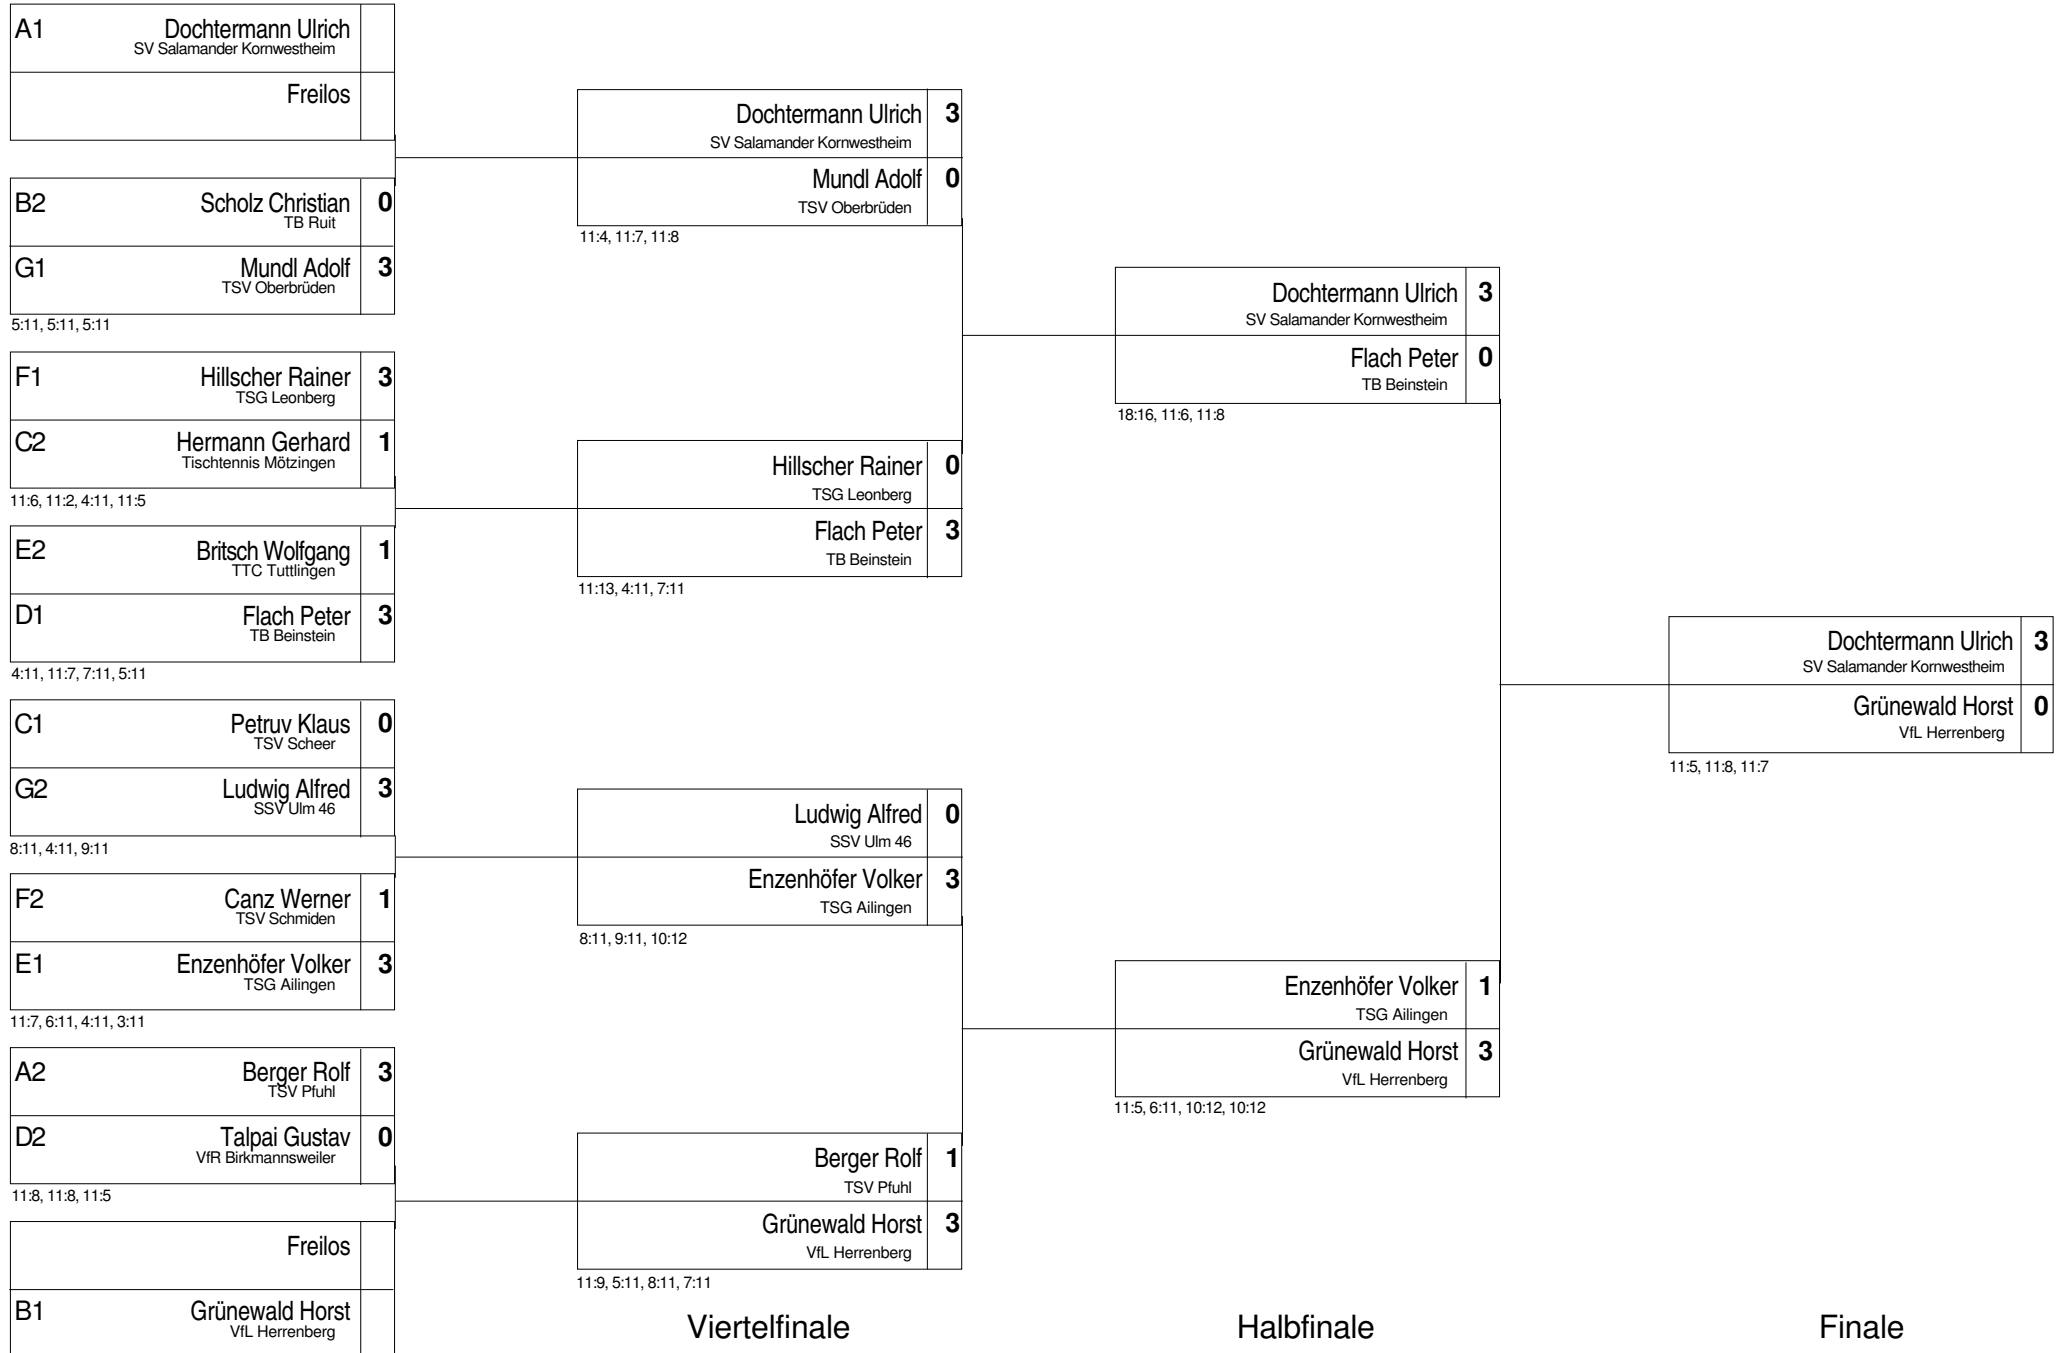 A1 Dochtermann Ulrich
SV Salamander Kornwestheim
Freilos
B2 Scholz Christian 0
TB Ruit
G1 Mundl Adolf 3
TSV Oberbrüden
5:11, 5:11, 5:11
F1 Hillscher Rainer 3
TSG Leonberg
C2 Hermann Gerhard 1
Tischtennis Mötzingen
11:6, 11:2, 4:11, 11:5
E2 Britsch Wolfgang 1
TTC Tuttlingen
D1 Flach Peter 3
TB Beinstein
4:11, 11:7, 7:11, 5:11
C1 Petruv Klaus 0
TSV Scheer
G2 Ludwig Alfred 3
SSV Ulm 46
8:11, 4:11, 9:11
F2 Canz Werner 1
TSV Schmiden
E1 Enzenhöfer Volker 3
TSG Ailingen
11:7, 6:11, 4:11, 3:11
A2 Berger Rolf 3
TSV Pfuhl
D2 Talpai Gustav 0
VfR Birkmannsweiler
11:8, 11:8, 11:5
Freilos
B1 Grünewald Horst
VfL Herrenberg
Dochtermann Ulrich 3
SV Salamander Kornwestheim
Mundl Adolf 0
TSV Oberbrüden
11:4, 11:7, 11:8
Hillscher Rainer 0
TSG Leonberg
Flach Peter 3
TB Beinstein
11:13, 4:11, 7:11
Ludwig Alfred 0
SSV Ulm 46
Enzenhöfer Volker 3
TSG Ailingen
8:11, 9:11, 10:12
Berger Rolf 1
TSV Pfuhl
Grünewald Horst 3
VfL Herrenberg
11:9, 5:11, 8:11, 7:11
Viertelfinale
Dochtermann Ulrich 3
SV Salamander Kornwestheim
Flach Peter 0
TB Beinstein
18:16, 11:6, 11:8
Enzenhöfer Volker 1
TSG Ailingen
Grünewald Horst 3
VfL Herrenberg
11:5, 6:11, 10:12, 10:12
Halbfinale
Dochtermann Ulrich 3
SV Salamander Kornwestheim
Grünewald Horst 0
VfL Herrenberg
11:5, 11:8, 11:7
Finale